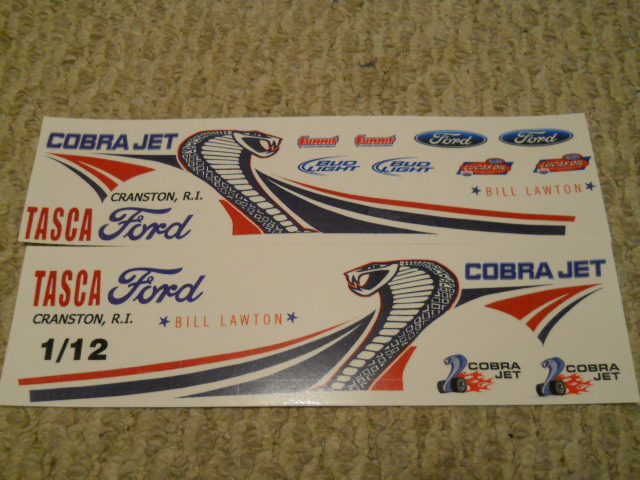 COBRA JET
SUMMIT SUMMIT Ford Ford
BUD LIGHT BUD LIGHT LUCAS OIL LUCAS OIL
CRANSTON, R.I.
★ BILL LAWTON ★
TASCA Ford
COBRA JET
TASCA Ford
CRANSTON, R.I.
★ BILL LAWTON ★
1/12
COBRA JET COBRA JET